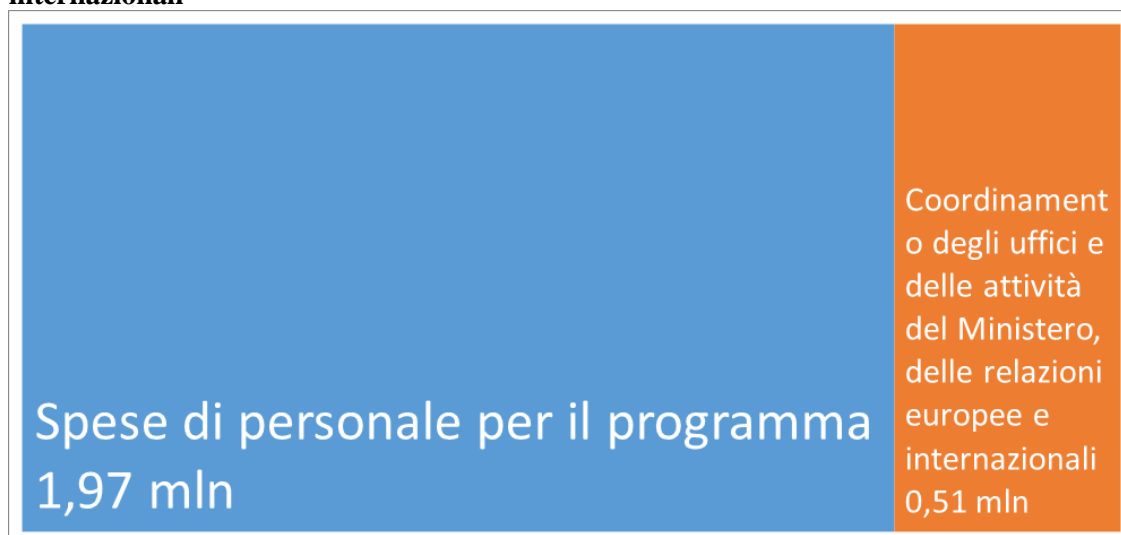 internazionali
Spese di personale per il programma
1,97 mln
Coordinament
o degli uffici e
delle attività
del Ministero,
delle relazioni
europee e
internazionali
0,51 mln